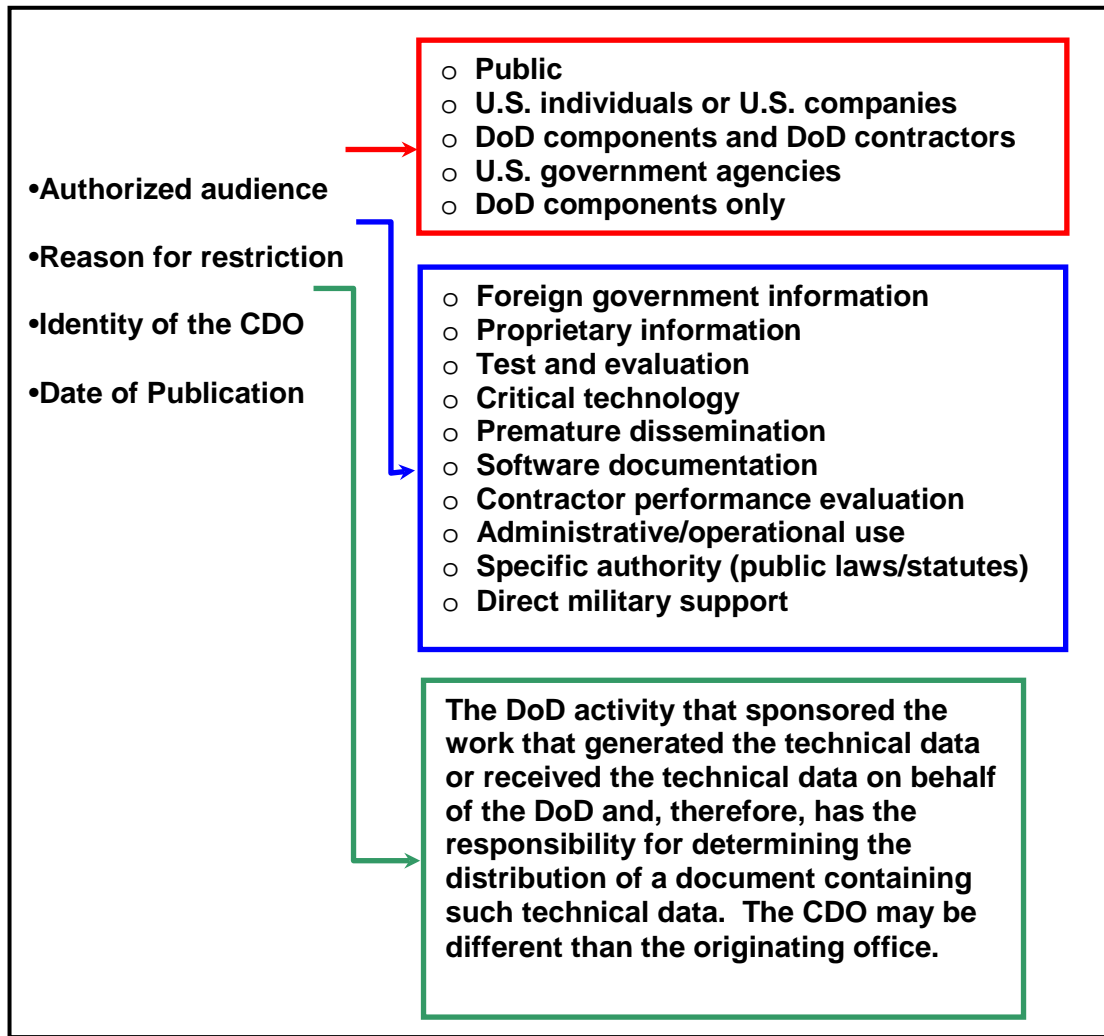 •Authorized audience
•Reason for restriction
•Identity of the CDO
•Date of Publication
o Public
o U.S. individuals or U.S. companies
o DoD components and DoD contractors
o U.S. government agencies
o DoD components only
o Foreign government information
o Proprietary information
o Test and evaluation
o Critical technology
o Premature dissemination
o Software documentation
o Contractor performance evaluation
o Administrative/operational use
o Specific authority (public laws/statutes)
o Direct military support
The DoD activity that sponsored the
work that generated the technical data
or received the technical data on behalf
of the DoD and, therefore, has the
responsibility for determining the
distribution of a document containing
such technical data.  The CDO may be
different than the originating office.